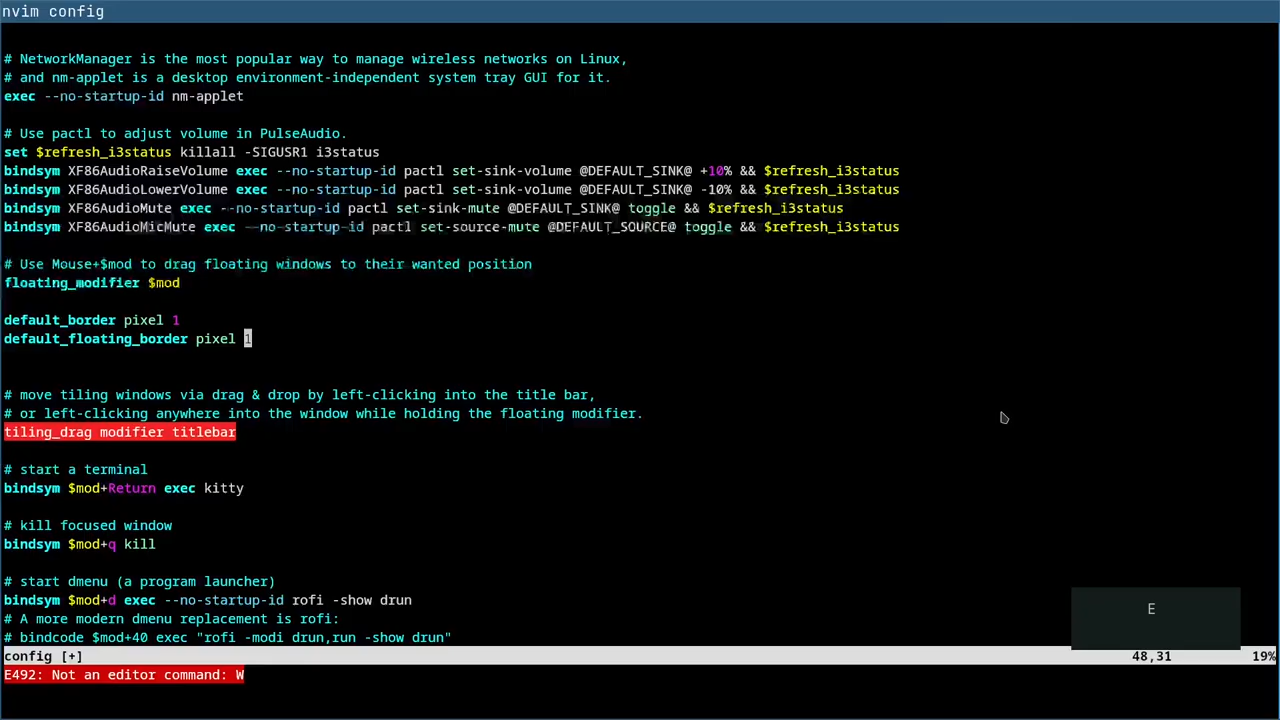 nvim config
# NetworkManager is the most popular way to manage wireless networks on Linux,
# and nm-applet is a desktop environment-independent system tray GUI for it.
exec --no-startup-id nm-applet
# Use pactl to adjust volume in PulseAudio.
set $refresh_i3status killall -SIGUSR1 i3status
bindsym XF86AudioRaiseVolume exec --no-startup-id pactl set-sink-volume @DEFAULT_SINK@ +10% && $refresh_i3status
bindsym XF86AudioLowerVolume exec --no-startup-id pactl set-sink-volume @DEFAULT_SINK@ -10% && $refresh_i3status
bindsym XF86AudioMute exec --no-startup-id pactl set-sink-mute @DEFAULT_SINK@ toggle && $refresh_i3status
bindsym XF86AudioMicMute exec --no-startup-id pactl set-source-mute @DEFAULT_SOURCE@ toggle && $refresh_i3status
# Use Mouse+$mod to drag floating windows to their wanted position
floating_modifier $mod
default_border pixel 1
default_floating_border pixel 1
# move tiling windows via drag & drop by left-clicking into the title bar,
# or left-clicking anywhere into the window while holding the floating modifier.
tiling_drag modifier titlebar
# start a terminal
bindsym $mod+Return exec kitty
# kill focused window
bindsym $mod+q kill
# start dmenu (a program launcher)
bindsym $mod+d exec --no-startup-id rofi -show drun
# A more modern dmenu replacement is rofi:
# bindcode $mod+40 exec "rofi -modi drun,run -show drun"
E
config [+] 48,31 19%
E492: Not an editor command: W